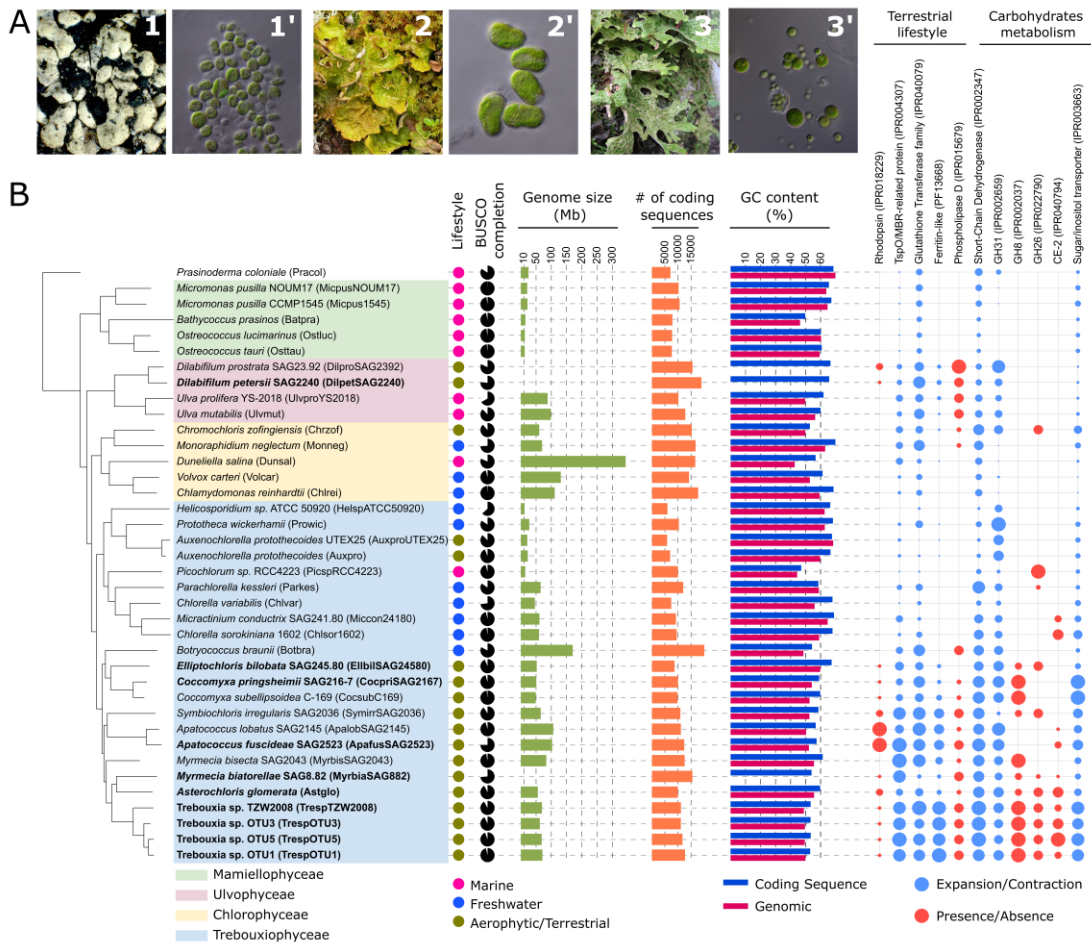 A
1
1'
2
2'
3
3'
Terrestrial
lifestyle
Carbohydrates
metabolism
Rhodopsin (IPR018229)
TspO/MBR-related protein (IPR004307)
Glutathione Transferase family (IPR040079)
Ferritin-like (PF13668)
Phospholipase D (IPR015679)
Short-Chain Dehydrogenase (IPR002347)
GH31 (IPR002659)
GH8 (IPR002037)
GH26 (IPR022790)
CE-2 (IPR040794)
Sugar/inositol transporter (IPR003663)
B
Lifestyle
BUSCO
completion
Genome size
(Mb)
10
50
100
150
200
250
300
# of coding
sequences
5000
10000
15000
GC content
(%)
10
20
30
40
50
60
Prasinoderma coloniale (Pracol)
Micromonas pusilla NOUM17 (MicpusNOUM17)
Micromonas pusilla CCMP1545 (Micpus1545)
Bathycoccus prasinos (Batpra)
Ostreococcus lucimarinus (Ostluc)
Ostreococcus tauri (Osttau)
Dilabifilum prostrata SAG23.92 (DilproSAG2392)
Dilabifilum petersii SAG2240 (DilpetSAG2240)
Ulva prolifera YS-2018 (UlvproYS2018)
Ulva mutabilis (Ulvmut)
Chromochloris zofingiensis (Chrzof)
Monoraphidium neglectum (Monneg)
Duneliella salina (Dunsal)
Volvox carteri (Volcar)
Chlamydomonas reinhardtii (Chlrei)
Helicosporidium sp. ATCC 50920 (HelspATCC50920)
Prototheca wickerhamii (Prowic)
Auxenochlorella protothecoides UTEX25 (AuxproUTEX25)
Auxenochlorella protothecoides (Auxpro)
Picochlorum sp. RCC4223 (PicspRCC4223)
Parachlorella kessleri (Parkes)
Chlorella variabilis (Chlvar)
Micractinium conductrix SAG241.80 (Miccon24180)
Chlorella sorokiniana 1602 (Chlsor1602)
Botryococcus braunii (Botbra)
Elliptochloris bilobata SAG245.80 (EllbilSAG24580)
Coccomyxa pringsheimii SAG216-7 (CocpriSAG2167)
Coccomyxa subellipsoidea C-169 (CocsubC169)
Symbiochloris irregularis SAG2036 (SymirrSAG2036)
Apatococcus lobatus SAG2145 (ApalobSAG2145)
Apatococcus fuscideae SAG2523 (ApafusSAG2523)
Myrmecia bisecta SAG2043 (MyrbisSAG2043)
Myrmecia biatorellae SAG8.82 (MyrbiaSAG882)
Asterochloris glomerata (Astglo)
Trebouxia sp. TZW2008 (TrespTZW2008)
Trebouxia sp. OTU3 (TrespOTU3)
Trebouxia sp. OTU5 (TrespOTU5)
Trebouxia sp. OTU1 (TrespOTU1)
Mamiellophyceae
Ulvophyceae
Chlorophyceae
Trebouxiophyceae
Marine
Freshwater
Aerophytic/Terrestrial
Coding Sequence
Genomic
Expansion/Contraction
Presence/Absence